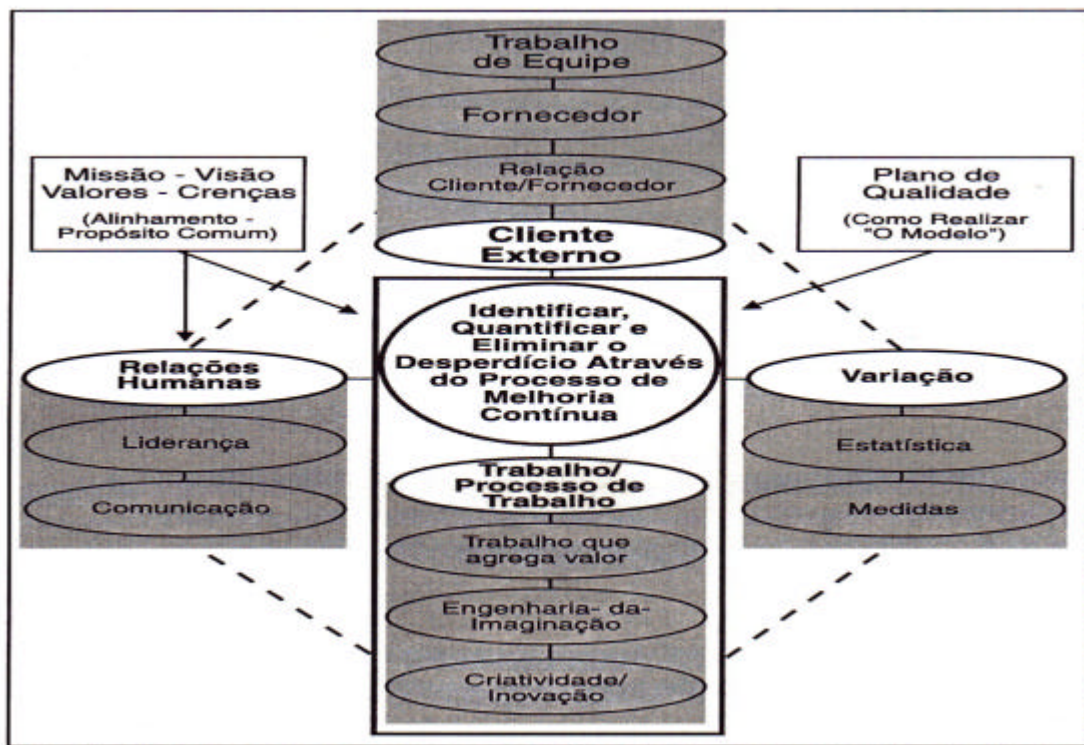 Trabalho
de Equipe
Fornecedor
Relação
Cliente/Fornecedor
Cliente
Externo
Missão - Visão
Valores - Crenças
(Alinhamento -
Propósito Comum)
Plano de
Qualidade
(Como Realizar
"O Modelo")
Identificar,
Quantificar e
Eliminar o
Desperdício Através
do Processo de
Melhoria
Contínua
Relações
Humanas
Liderança
Comunicação
Variação
Estatística
Medidas
Trabalho/
Processo de
Trabalho
Trabalho que
agrega valor
Engenharia- da-
Imaginação
Criatividade/
Inovação